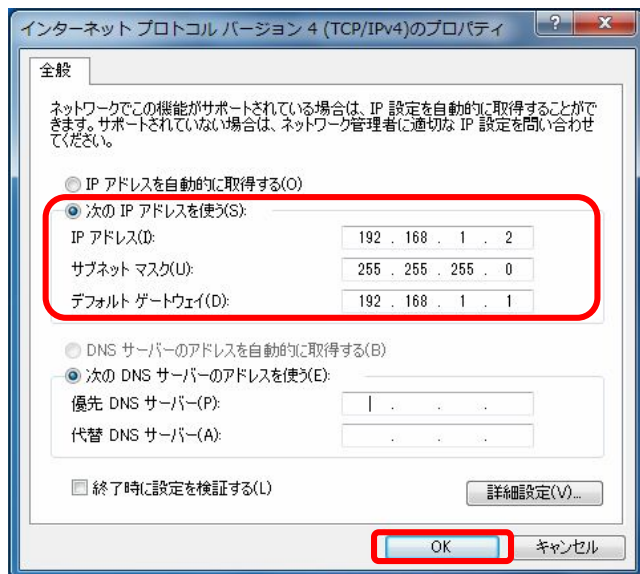 インターネット プロトコル バージョン 4 (TCP/IPv4)のプロパティ
?
全般
ネットワークでこの機能がサポートされている場合は、IP 設定を自動的に取得することがで
きます。サポートされていない場合は、ネットワーク管理者に適切な IP 設定を問い合わせ
てください。
IP アドレスを自動的に取得する(O)
次の IP アドレスを使う(S):
IP アドレス(I): 192 . 168 . 1 . 2
サブネット マスク(U): 255 . 255 . 255 . 0
デフォルト ゲートウェイ(D): 192 . 168 . 1 . 1
DNS サーバーのアドレスを自動的に取得する(B)
次の DNS サーバーのアドレスを使う(E):
優先 DNS サーバー(P): . . .
代替 DNS サーバー(A): . . .
終了時に設定を検証する(L)
詳細設定(V)...
OK キャンセル